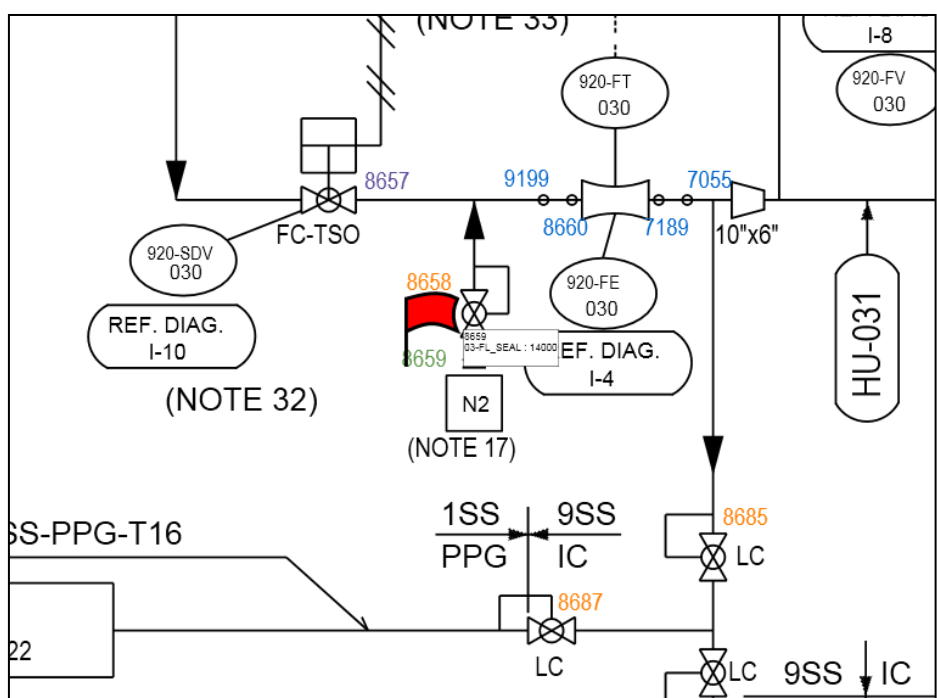 (NOTE 33)
I-8
920-FT
030
920-FV
030
8657
9199
7055
FC-TSO
8660
7189
10"x6"
920-SDV
030
8658
920-FE
030
HU-031
REF. DIAG.
I-10
8659
03-FL_SEAL : 14000
8659
EF. DIAG.
I-4
(NOTE 32)
N2
(NOTE 17)
1SS
9SS
8685
SS-PPG-T16
PPG
IC
LC
8687
22
LC
LC
9SS
IC